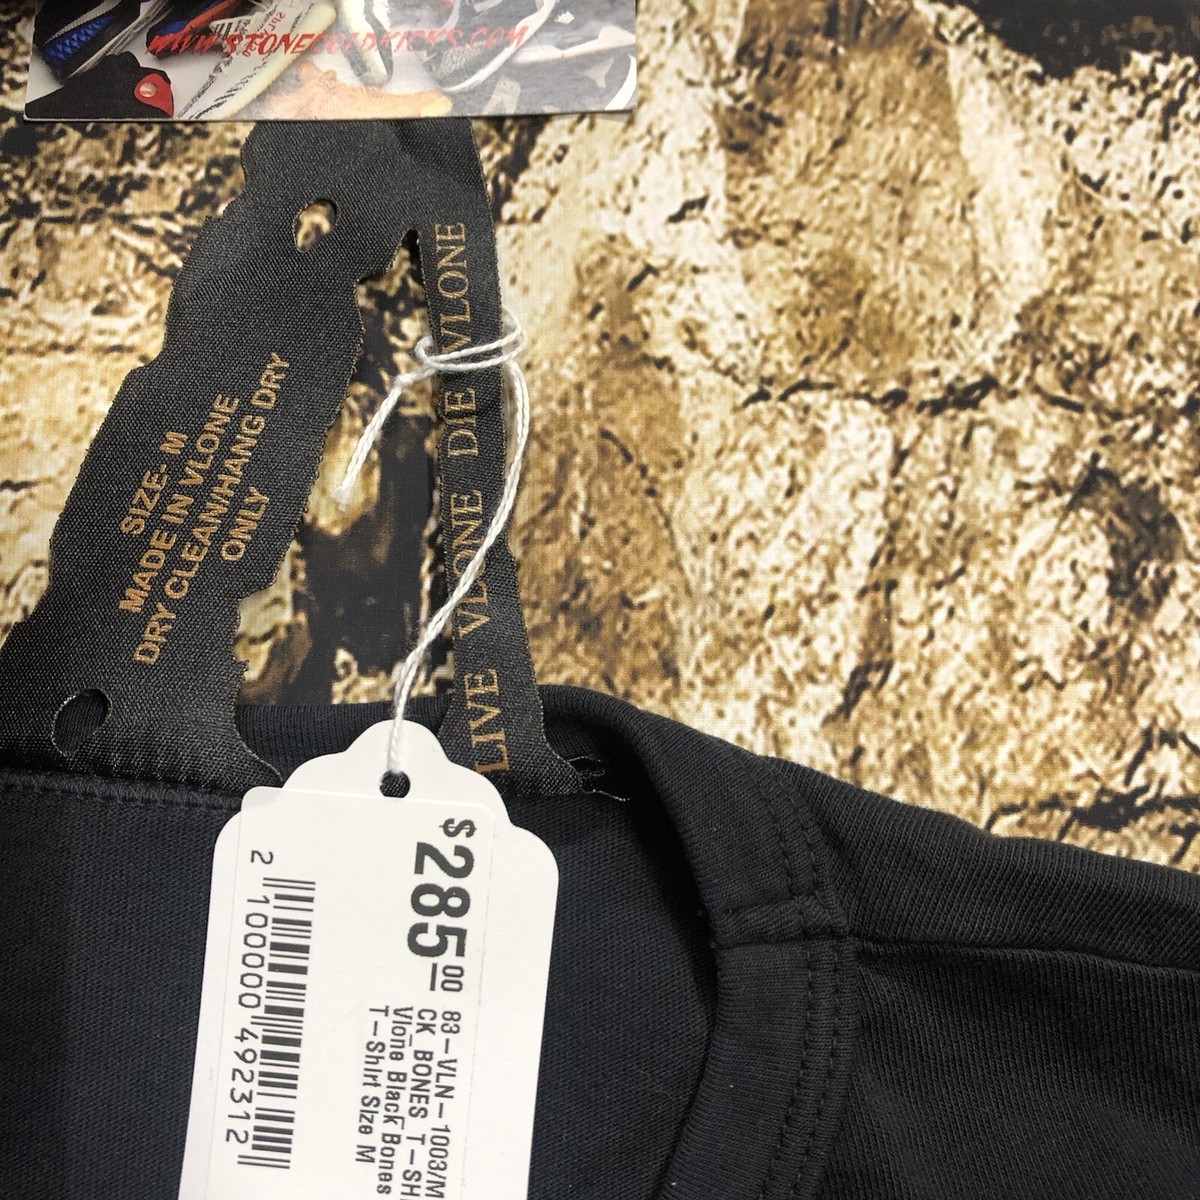 WWW.STONECOLDKICKS.COM
SIZE- M
MADE IN VLONE
DRY CLEAN/HANG DRY
ONLY
LIVE VLONE DIE VLONE
$285.00
83-VLN-1003/M
CK_BONES T-SH
Vlone Black Bones
T-Shirt Size M
2 100000 492312